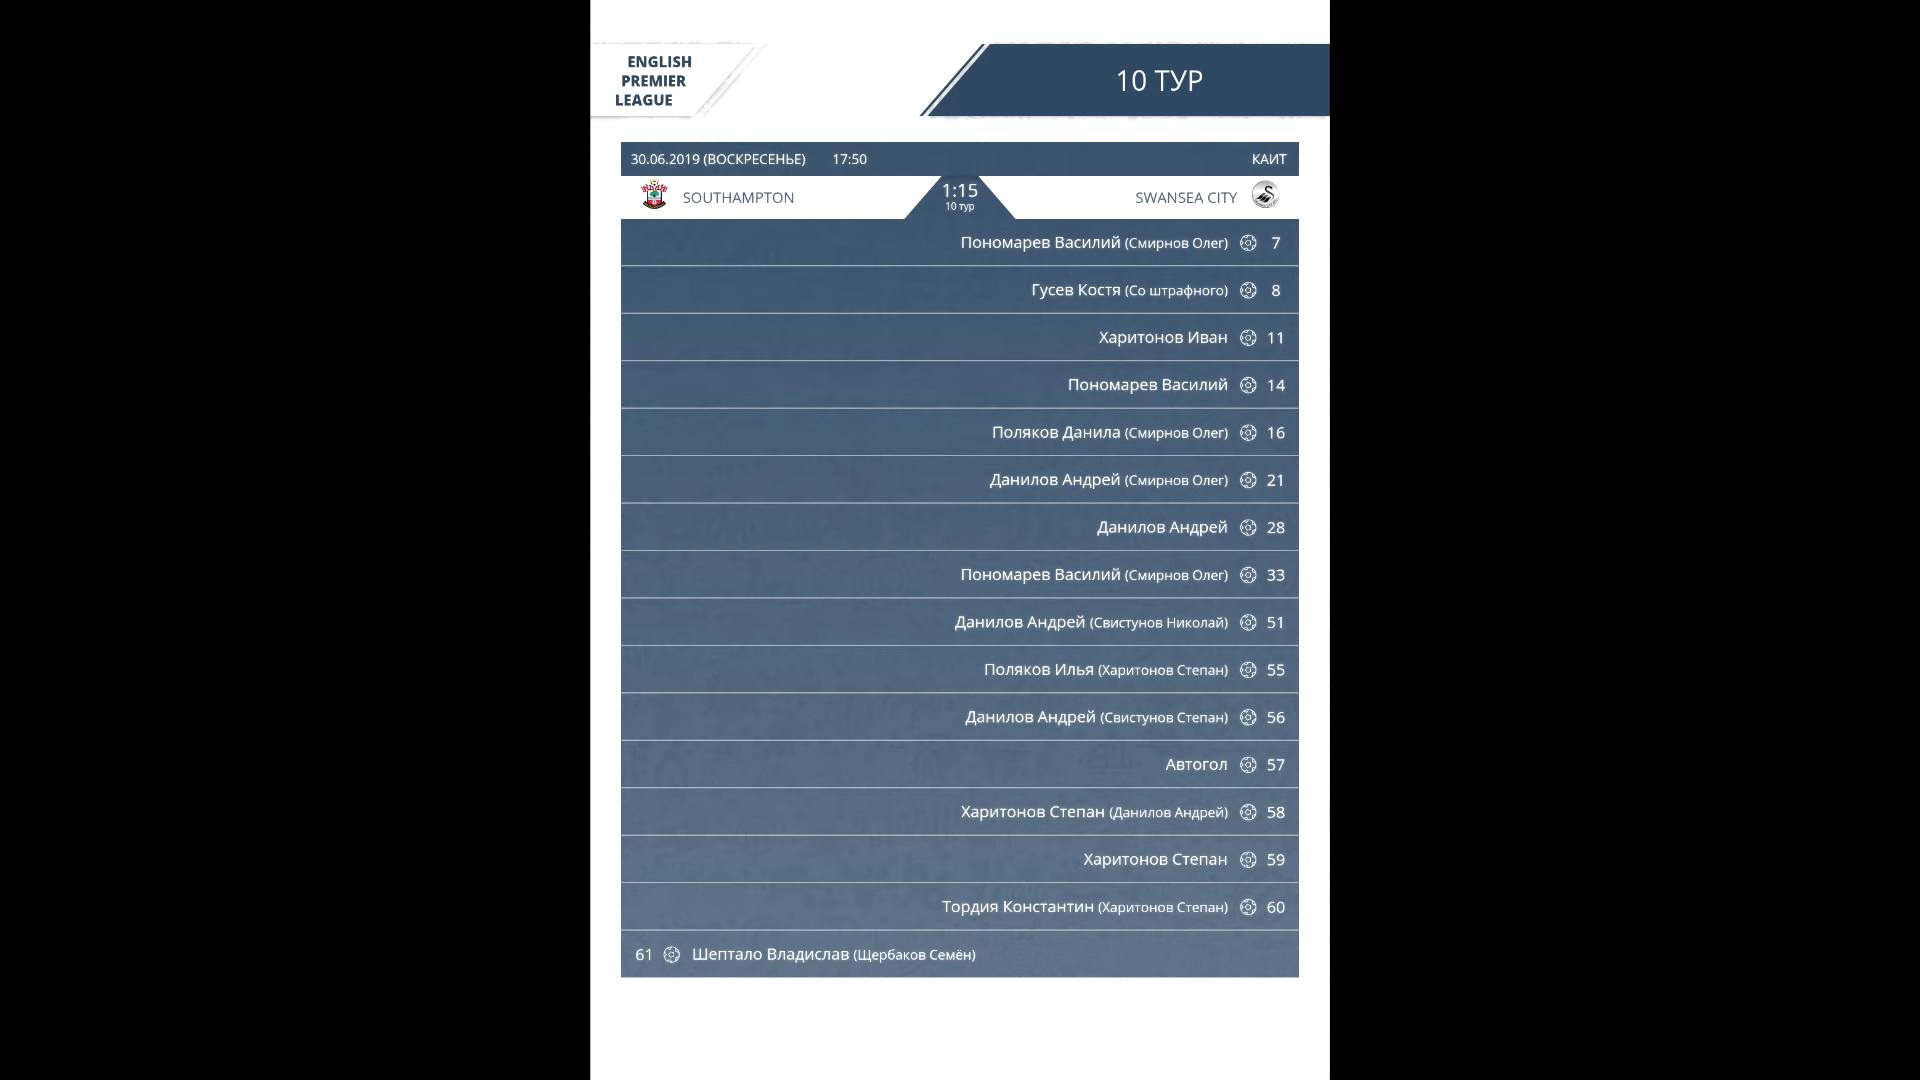 ENGLISH
PREMIER
LEAGUE
10 ТУР
30.06.2019 (ВОСКРЕСЕНЬЕ) 17:50 КАИТ
SOUTHAMPTON 1:15 SWANSEA CITY
10 тур
Пономарев Василий (Смирнов Олег) 7
Гусев Костя (Со штрафного) 8
Харитонов Иван 11
Пономарев Василий 14
Поляков Данила (Смирнов Олег) 16
Данилов Андрей (Смирнов Олег) 21
Данилов Андрей 28
Пономарев Василий (Смирнов Олег) 33
Данилов Андрей (Свистунов Николай) 51
Поляков Илья (Харитонов Степан) 55
Данилов Андрей (Свистунов Степан) 56
Автогол 57
Харитонов Степан (Данилов Андрей) 58
Харитонов Степан 59
Тордия Константин (Харитонов Степан) 60
61 Шептало Владислав (Щербаков Семён)